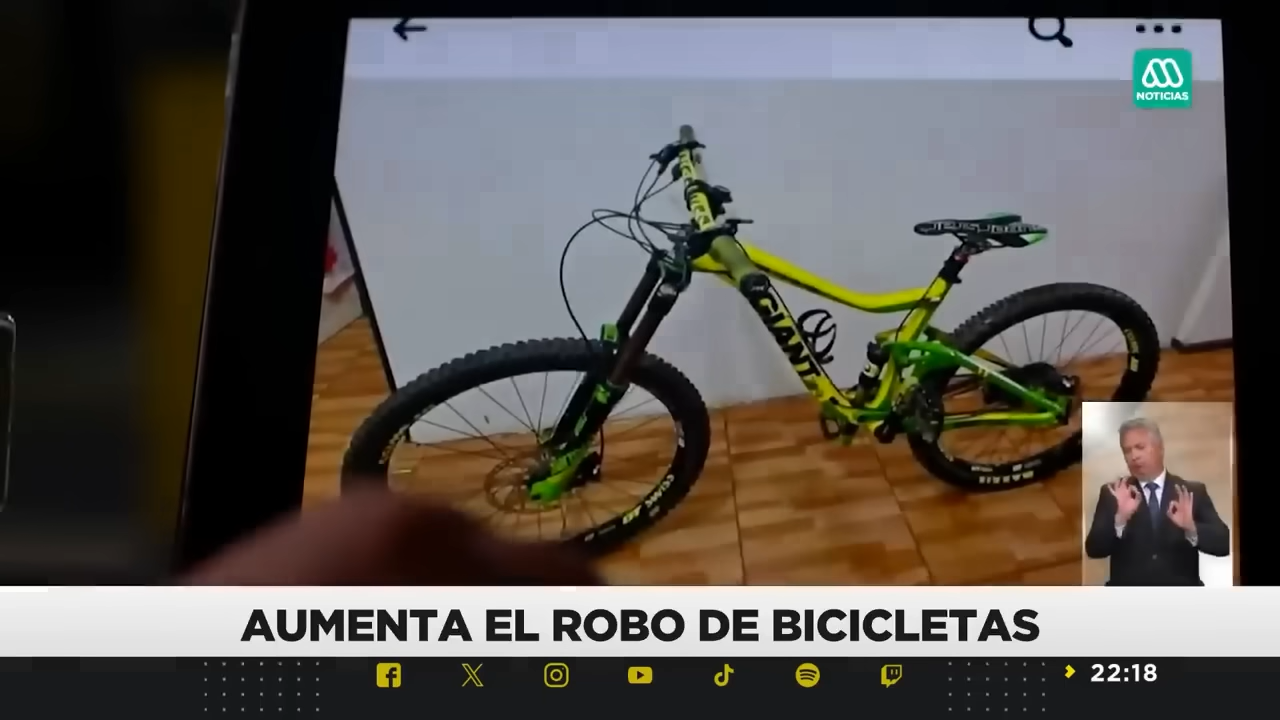 NOTICIAS
GIANT
MAXXIS
AUMENTA EL ROBO DE BICICLETAS
22:18